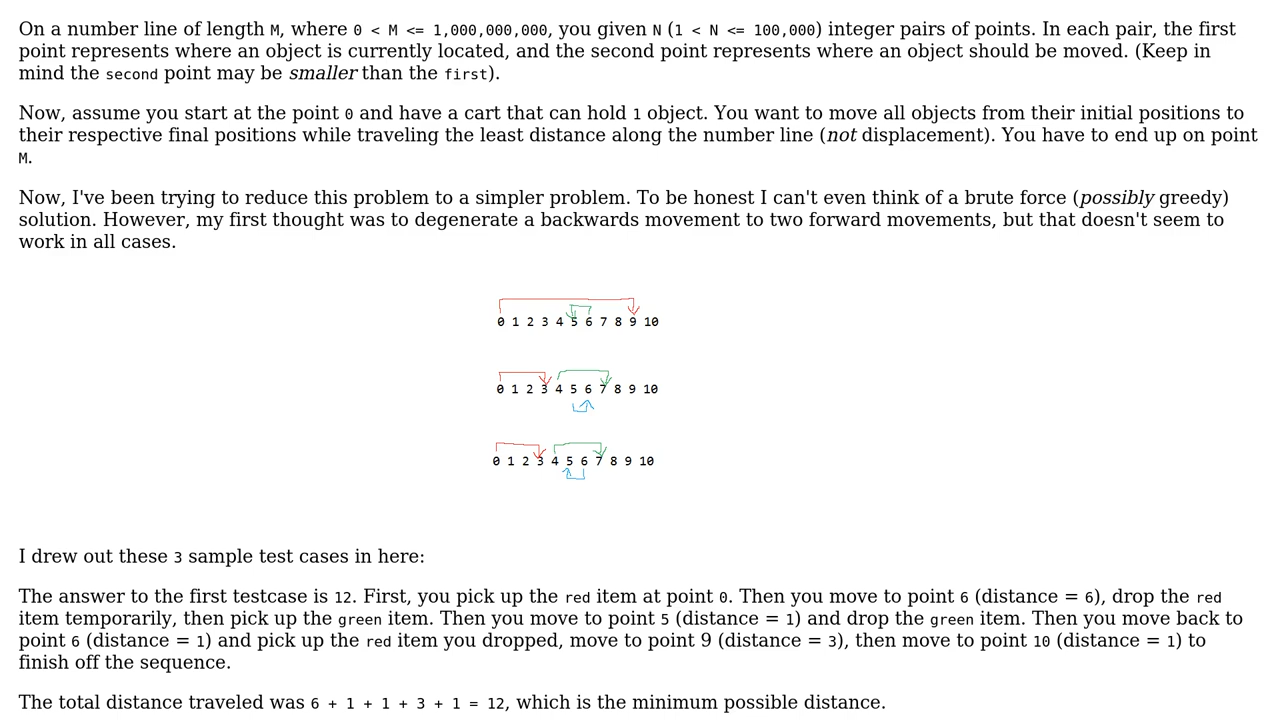 On a number line of length M, where 0 < M <= 1,000,000,000, you given N (1 < N <= 100,000) integer pairs of points. In each pair, the first
point represents where an object is currently located, and the second point represents where an object should be moved. (Keep in
mind the second point may be smaller than the first).
Now, assume you start at the point 0 and have a cart that can hold 1 object. You want to move all objects from their initial positions to
their respective final positions while traveling the least distance along the number line (not displacement). You have to end up on point
M.
Now, I've been trying to reduce this problem to a simpler problem. To be honest I can't even think of a brute force (possibly greedy)
solution. However, my first thought was to degenerate a backwards movement to two forward movements, but that doesn't seem to
work in all cases.
0 1 2 3 4 5 6 7 8 9 10
0 1 2 3 4 5 6 7 8 9 10
0 1 2 3 4 5 6 7 8 9 10
I drew out these 3 sample test cases in here:
The answer to the first testcase is 12. First, you pick up the red item at point 0. Then you move to point 6 (distance = 6), drop the red
item temporarily, then pick up the green item. Then you move to point 5 (distance = 1) and drop the green item. Then you move back to
point 6 (distance = 1) and pick up the red item you dropped, move to point 9 (distance = 3), then move to point 10 (distance = 1) to
finish off the sequence.
The total distance traveled was 6 + 1 + 1 + 3 + 1 = 12, which is the minimum possible distance.